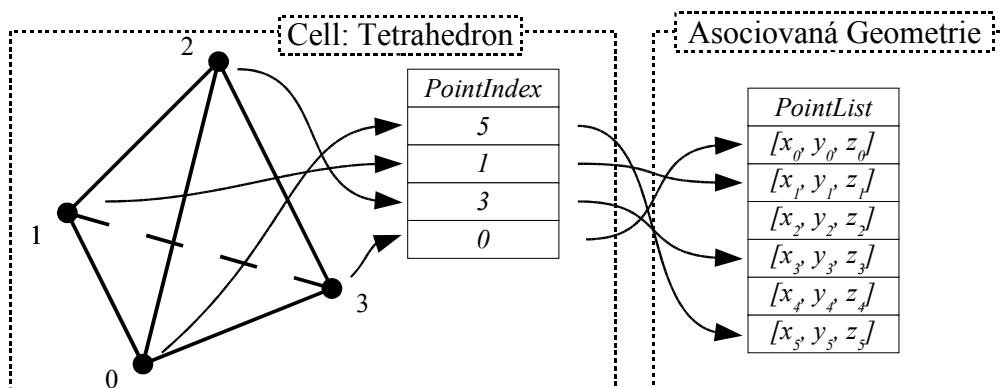 Cell: Tetrahedron
2
1
3
0
PointIndex
5
1
3
0
Asociovaná Geometrie
PointList
[x₀, y₀, z₀]
[x₁, y₁, z₁]
[x₂, y₂, z₂]
[x₃, y₃, z₃]
[x₄, y₄, z₄]
[x₅, y₅, z₅]